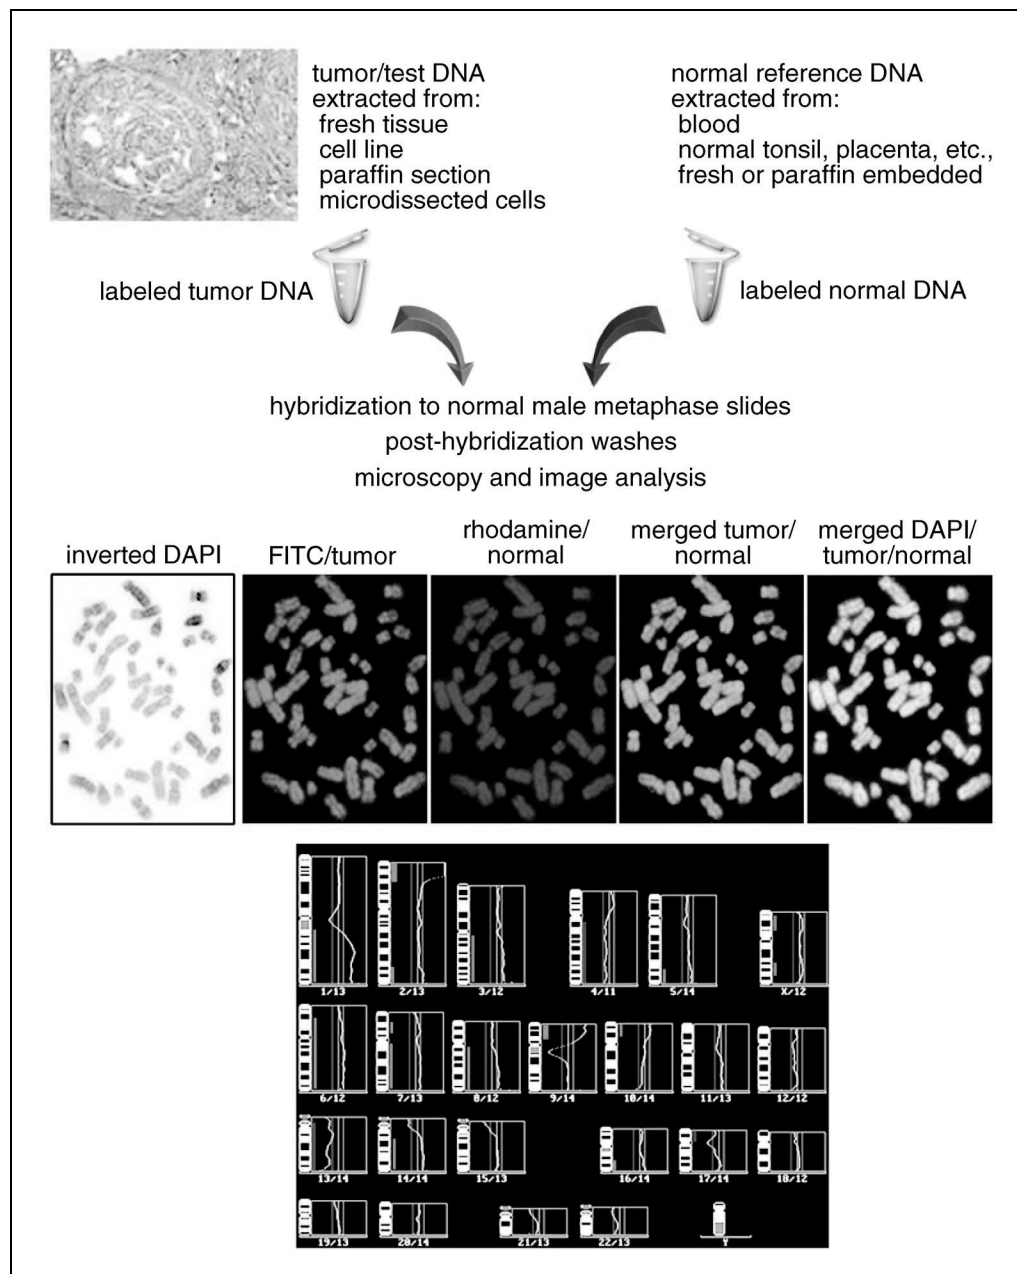 tumor/test DNA
extracted from:
fresh tissue
cell line
paraffin section
microdissected cells
normal reference DNA
extracted from:
blood
normal tonsil, placenta, etc.,
fresh or paraffin embedded
labeled tumor DNA
labeled normal DNA
hybridization to normal male metaphase slides
post-hybridization washes
microscopy and image analysis
inverted DAPI
FITC/tumor
rhodamine/
normal
merged tumor/
normal
merged DAPI/
tumor/normal
1/13 2/13 3/12 4/11 5/14 X/12
6/12 7/13 8/12 9/14 10/14 11/13 12/12
13/14 14/14 15/13 16/14 17/14 18/12
19/13 20/14 21/13 22/13 Y